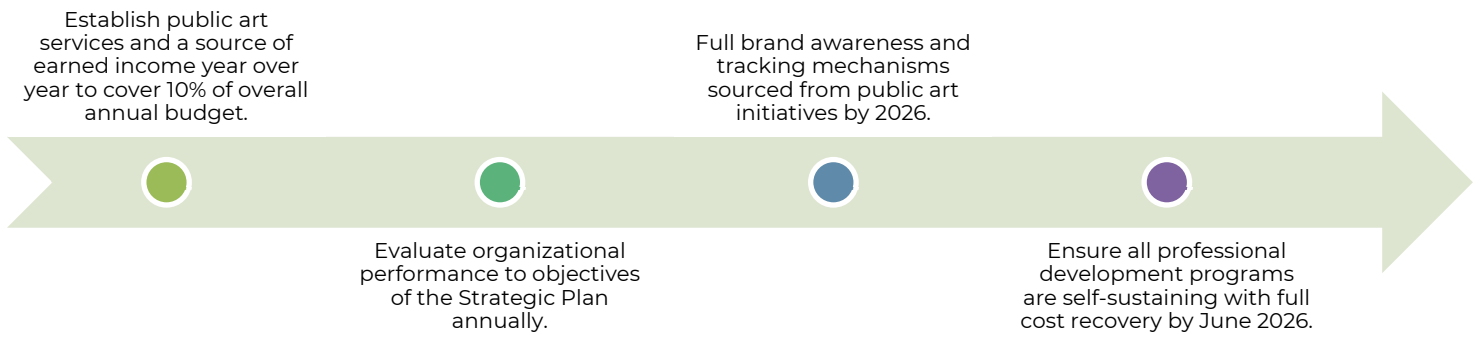 Establish public art
services and a source of
earned income year over
year to cover 10% of overall
annual budget.
Evaluate organizational
performance to objectives
of the Strategic Plan
annually.
Full brand awareness and
tracking mechanisms
sourced from public art
initiatives by 2026.
Ensure all professional
development programs
are self-sustaining with full
cost recovery by June 2026.